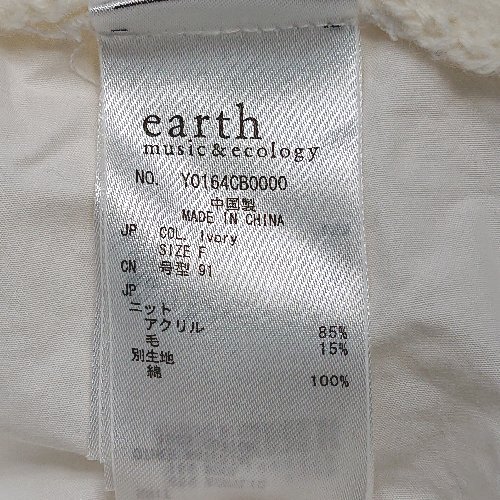 earth
music & ecology
NO. Y0164CB0000
中国製
MADE IN CHINA
JP COL. Ivory
SIZE F
CN 号型 91
JP
ニット
アクリル 85%
毛 15%
別生地
綿 100%